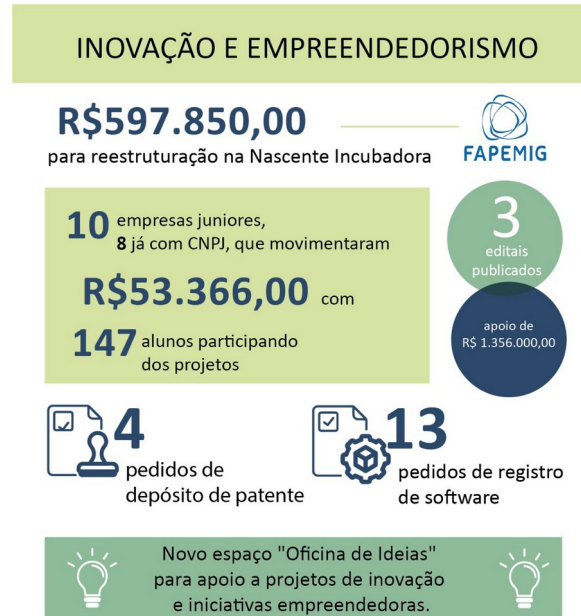 INOVAÇÃO E EMPREENDEDORISMO
R$597.850,00
para reestruturação na Nascente Incubadora
FAPEMIG
10 empresas juniores,
8 já com CNPJ, que movimentaram
R$53.366,00 com
147 alunos participando
dos projetos
3
editais
publicados
apoio de
R$ 1.356.000,00
4
pedidos de
depósito de patente
13
pedidos de registro
de software
Novo espaço "Oficina de Ideias"
para apoio a projetos de inovação
e iniciativas empreendedoras.